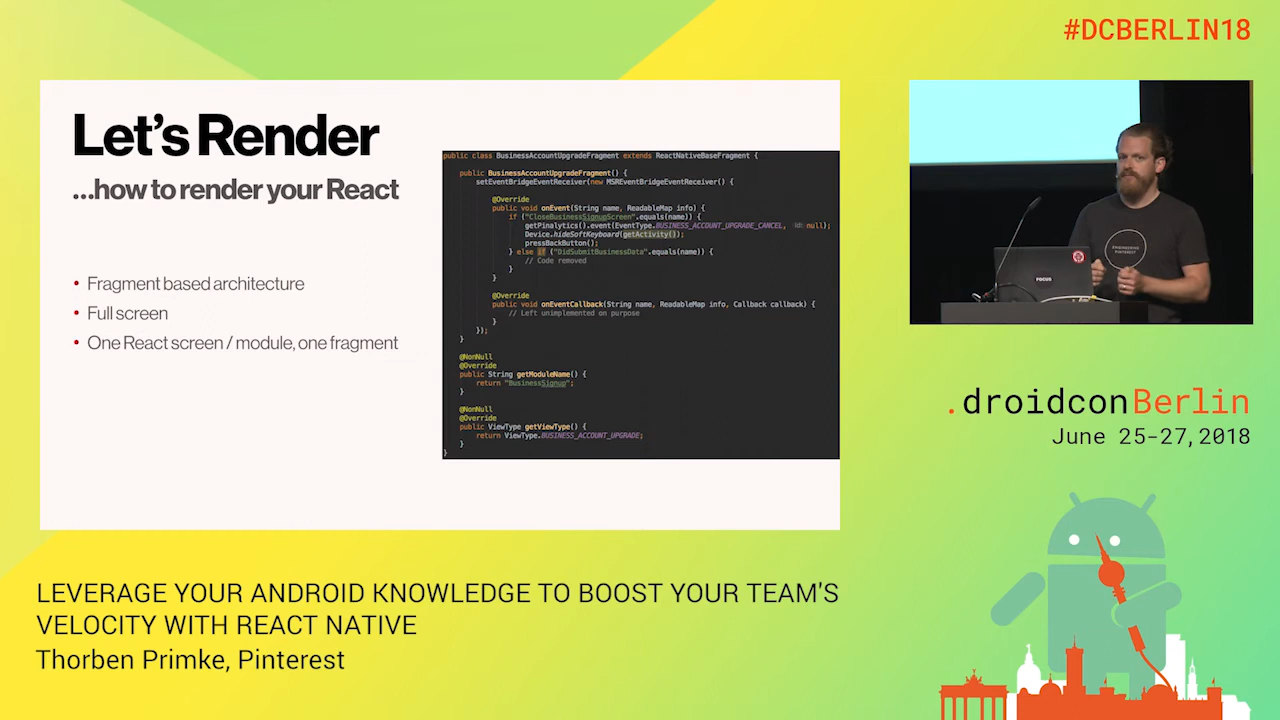 #DCBERLIN18
Let's Render
...how to render your React
• Fragment based architecture
• Full screen
• One React screen / module, one fragment
public class BusinessAccountUpgradeFragment extends ReactNativeBaseFragment {
public BusinessAccountUpgradeFragment() {
setEventBridgeEventReceiver(new MSREventBridgeEventReceiver() {
@Override
public void onEvent(String name, ReadableMap info) {
if ("CloseBusinessSignupScreen".equals(name)) {
getPinalytics().event(EventType.BUSINESS_ACCOUNT_UPGRADE_CANCEL, id: null);
Device.hideSoftKeyboard(getActivity());
pressBackButton();
} else if ("DidSubmitBusinessData".equals(name)) {
// Code removed
}
}
@Override
public void onEventCallback(String name, ReadableMap info, Callback callback) {
// Left unimplemented on purpose
}
});
}
@NonNull
@Override
public String getModuleName() {
return "BusinessSignup";
}
@NonNull
@Override
public ViewType getViewType() {
return ViewType.BUSINESS_ACCOUNT_UPGRADE;
}
}
ENGINEERING
PINTEREST
FOCUS
.droidconBerlin
June 25-27, 2018
LEVERAGE YOUR ANDROID KNOWLEDGE TO BOOST YOUR TEAM'S
VELOCITY WITH REACT NATIVE
Thorben Primke, Pinterest